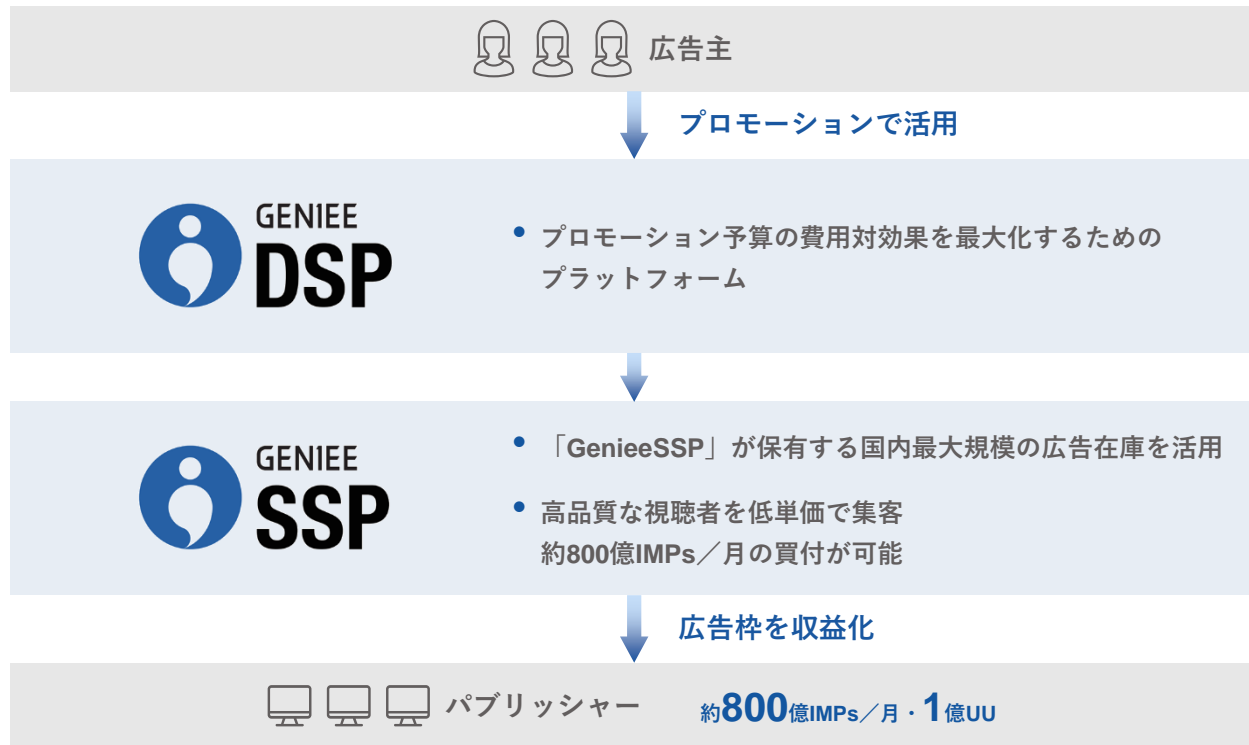 広告主
プロモーションで活用
GENIEE
DSP
• プロモーション予算の費用対効果を最大化するための
プラットフォーム
GENIEE
SSP
• 「GenieeSSP」が保有する国内最大規模の広告在庫を活用
• 高品質な視聴者を低単価で集客
約800億IMPs／月の買付が可能
広告枠を収益化
パブリッシャー 約800億IMPs／月・1億UU